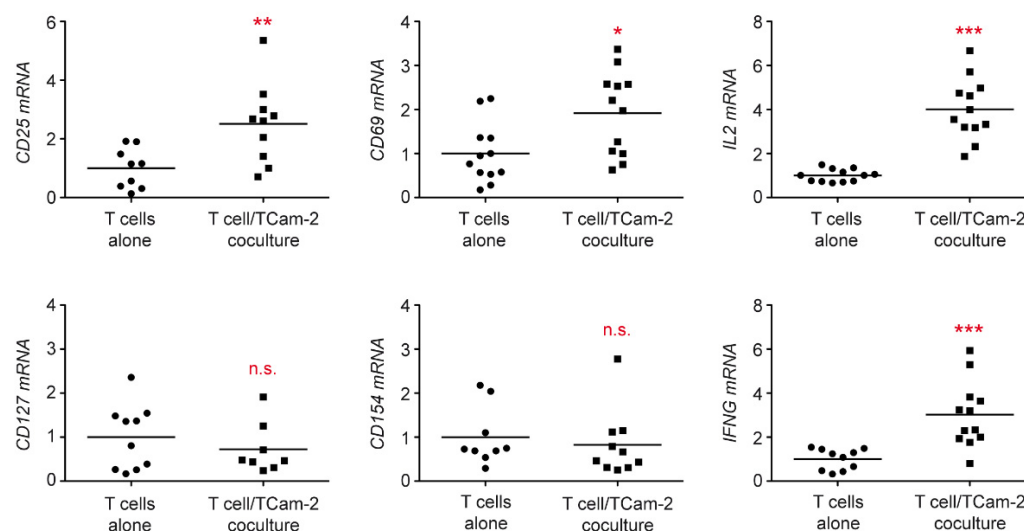 CD25 mRNA
6
4
2
0
**
T cells
alone
T cell/TCam-2
coculture
CD69 mRNA
4
3
2
1
0
*
T cells
alone
T cell/TCam-2
coculture
IL2 mRNA
8
6
4
2
0
***
T cells
alone
T cell/TCam-2
coculture
CD127 mRNA
4
3
2
1
0
n.s.
T cells
alone
T cell/TCam-2
coculture
CD154 mRNA
4
3
2
1
0
n.s.
T cells
alone
T cell/TCam-2
coculture
IFNG mRNA
8
6
4
2
0
***
T cells
alone
T cell/TCam-2
coculture